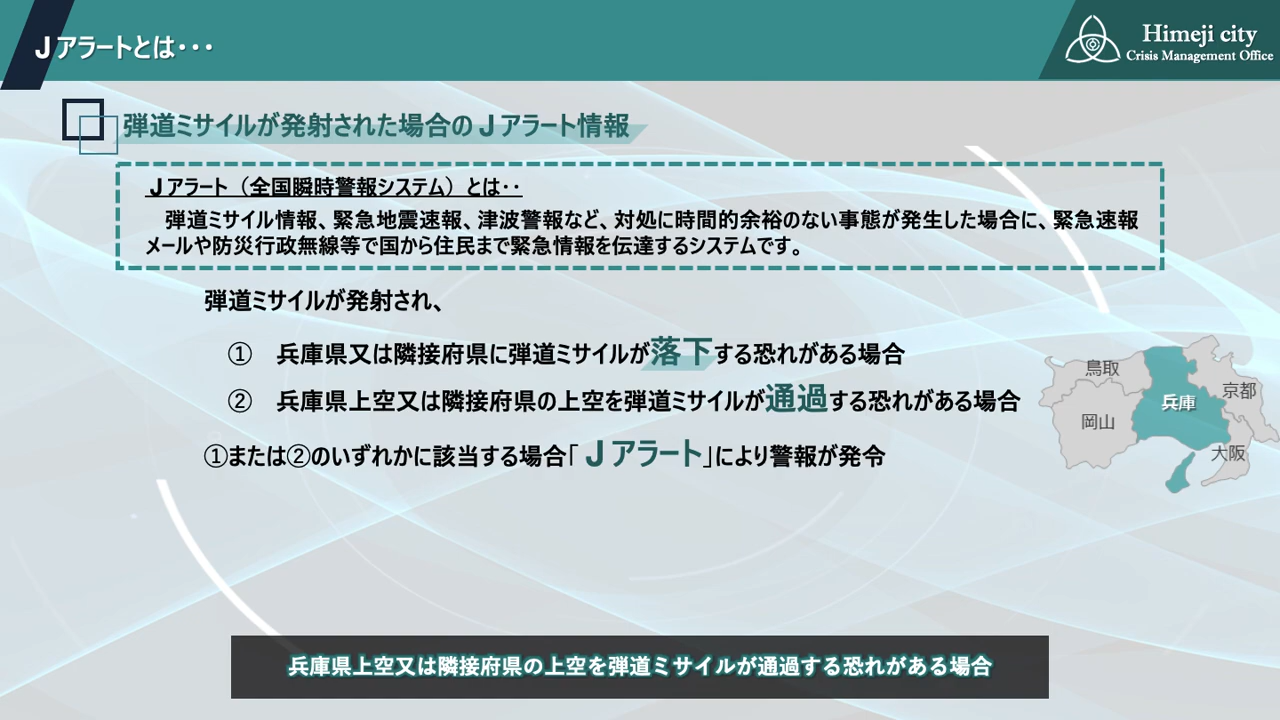 Jアラートとは・・・
Himeji city
Crisis Management Office
弾道ミサイルが発射された場合のJアラート情報
Jアラート（全国瞬時警報システム）とは・・
弾道ミサイル情報、緊急地震速報、津波警報など、対処に時間的余裕のない事態が発生した場合に、緊急速報
メールや防災行政無線等で国から住民まで緊急情報を伝達するシステムです。
弾道ミサイルが発射され、
①　兵庫県又は隣接府県に弾道ミサイルが落下する恐れがある場合
②　兵庫県上空又は隣接府県の上空を弾道ミサイルが通過する恐れがある場合
①または②のいずれかに該当する場合「Jアラート」により警報が発令
鳥取
兵庫
京都
岡山
大阪
兵庫県上空又は隣接府県の上空を弾道ミサイルが通過する恐れがある場合